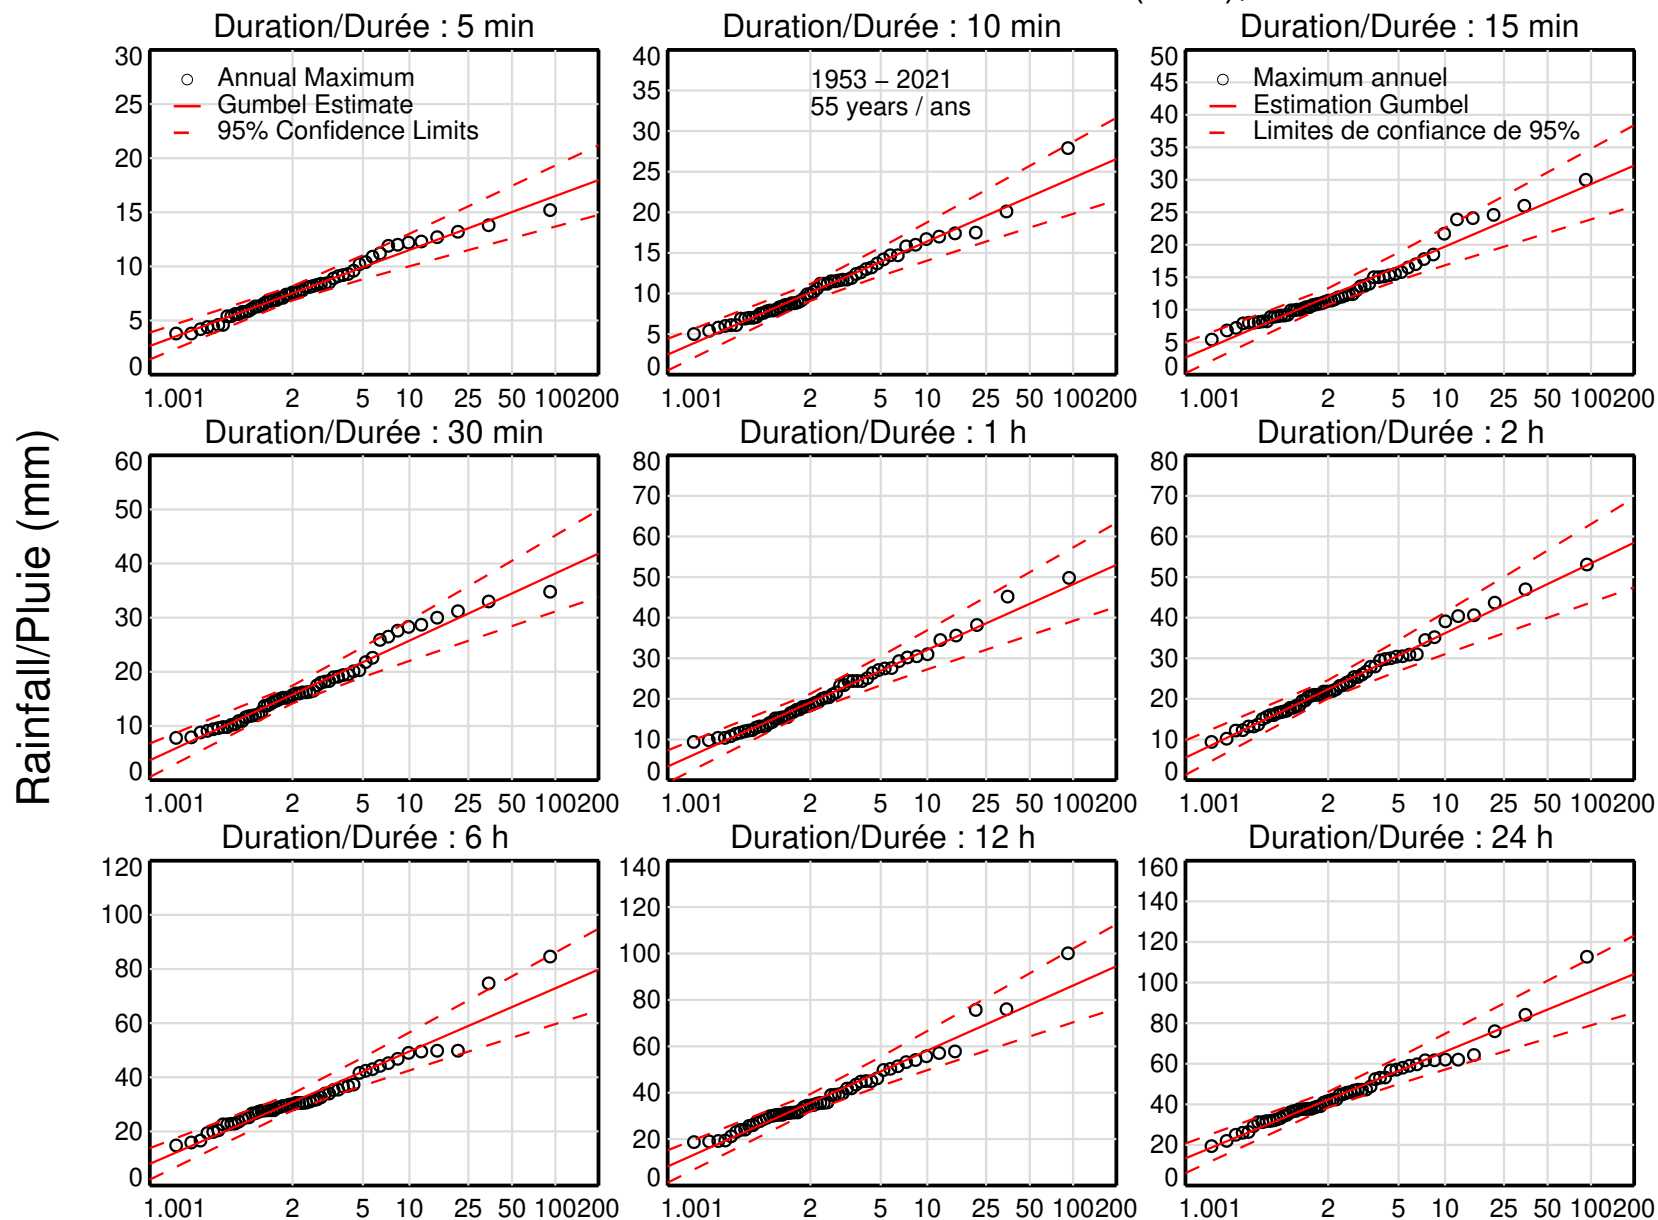 Duration/Durée : 5 min
30
25
20
15
10
5
0
Annual Maximum
Gumbel Estimate
95% Confidence Limits
1.001 2 5 10 25 50 100200
Duration/Durée : 10 min
40
35
30
25
20
15
10
5
0
1953 – 2021
55 years / ans
1.001 2 5 10 25 50 100200
Duration/Durée : 15 min
50
45
40
35
30
25
20
15
10
5
0
Maximum annuel
Estimation Gumbel
Limites de confiance de 95%
1.001 2 5 10 25 50 100200
Rainfall/Pluie (mm)
Duration/Durée : 30 min
60
50
40
30
20
10
0
1.001 2 5 10 25 50 100200
Duration/Durée : 1 h
80
70
60
50
40
30
20
10
0
1.001 2 5 10 25 50 100200
Duration/Durée : 2 h
80
70
60
50
40
30
20
10
0
1.001 2 5 10 25 50 100200
Duration/Durée : 6 h
120
100
80
60
40
20
0
1.001 2 5 10 25 50 100200
Duration/Durée : 12 h
140
120
100
80
60
40
20
0
1.001 2 5 10 25 50 100200
Duration/Durée : 24 h
160
140
120
100
80
60
40
20
0
1.001 2 5 10 25 50 100200